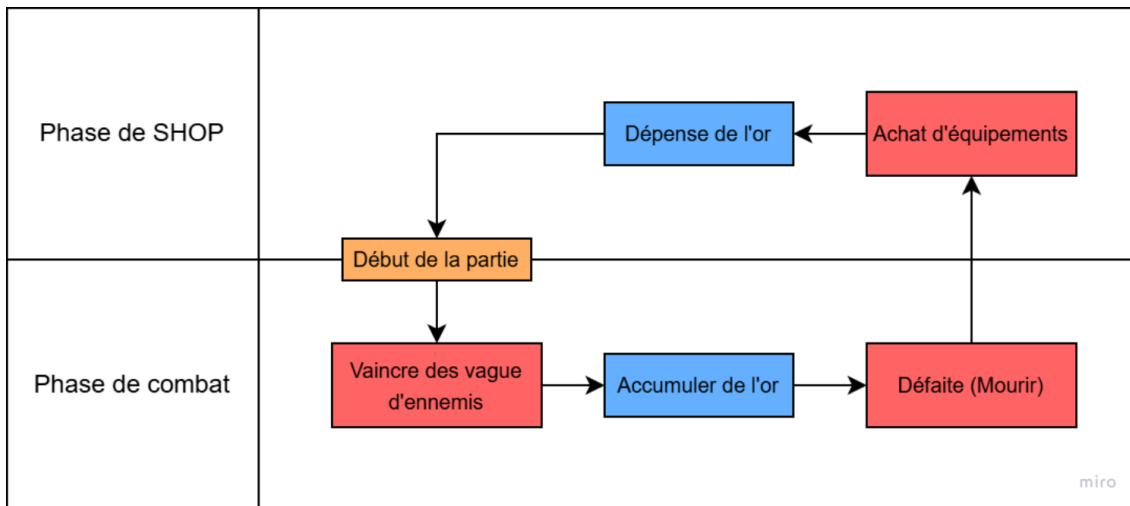 Phase de SHOP
Dépense de l'or
Achat d'équipements
Début de la partie
Phase de combat
Vaincre des vague
d'ennemis
Accumuler de l'or
Défaite (Mourir)
miro